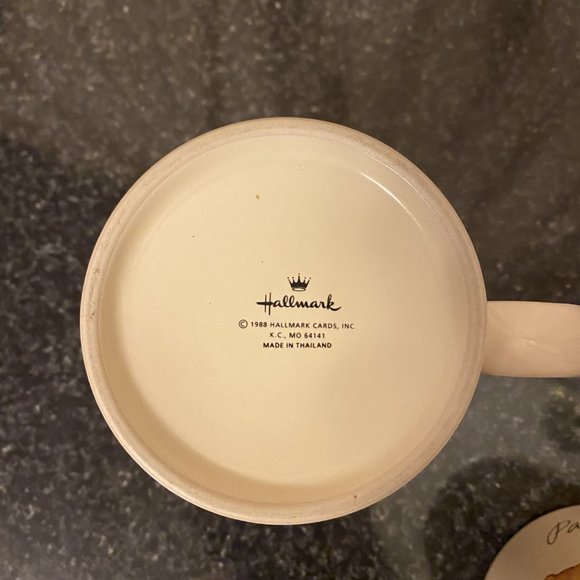 Hallmark
© 1988 HALLMARK CARDS, INC.
K.C., MO 64141
MADE IN THAILAND